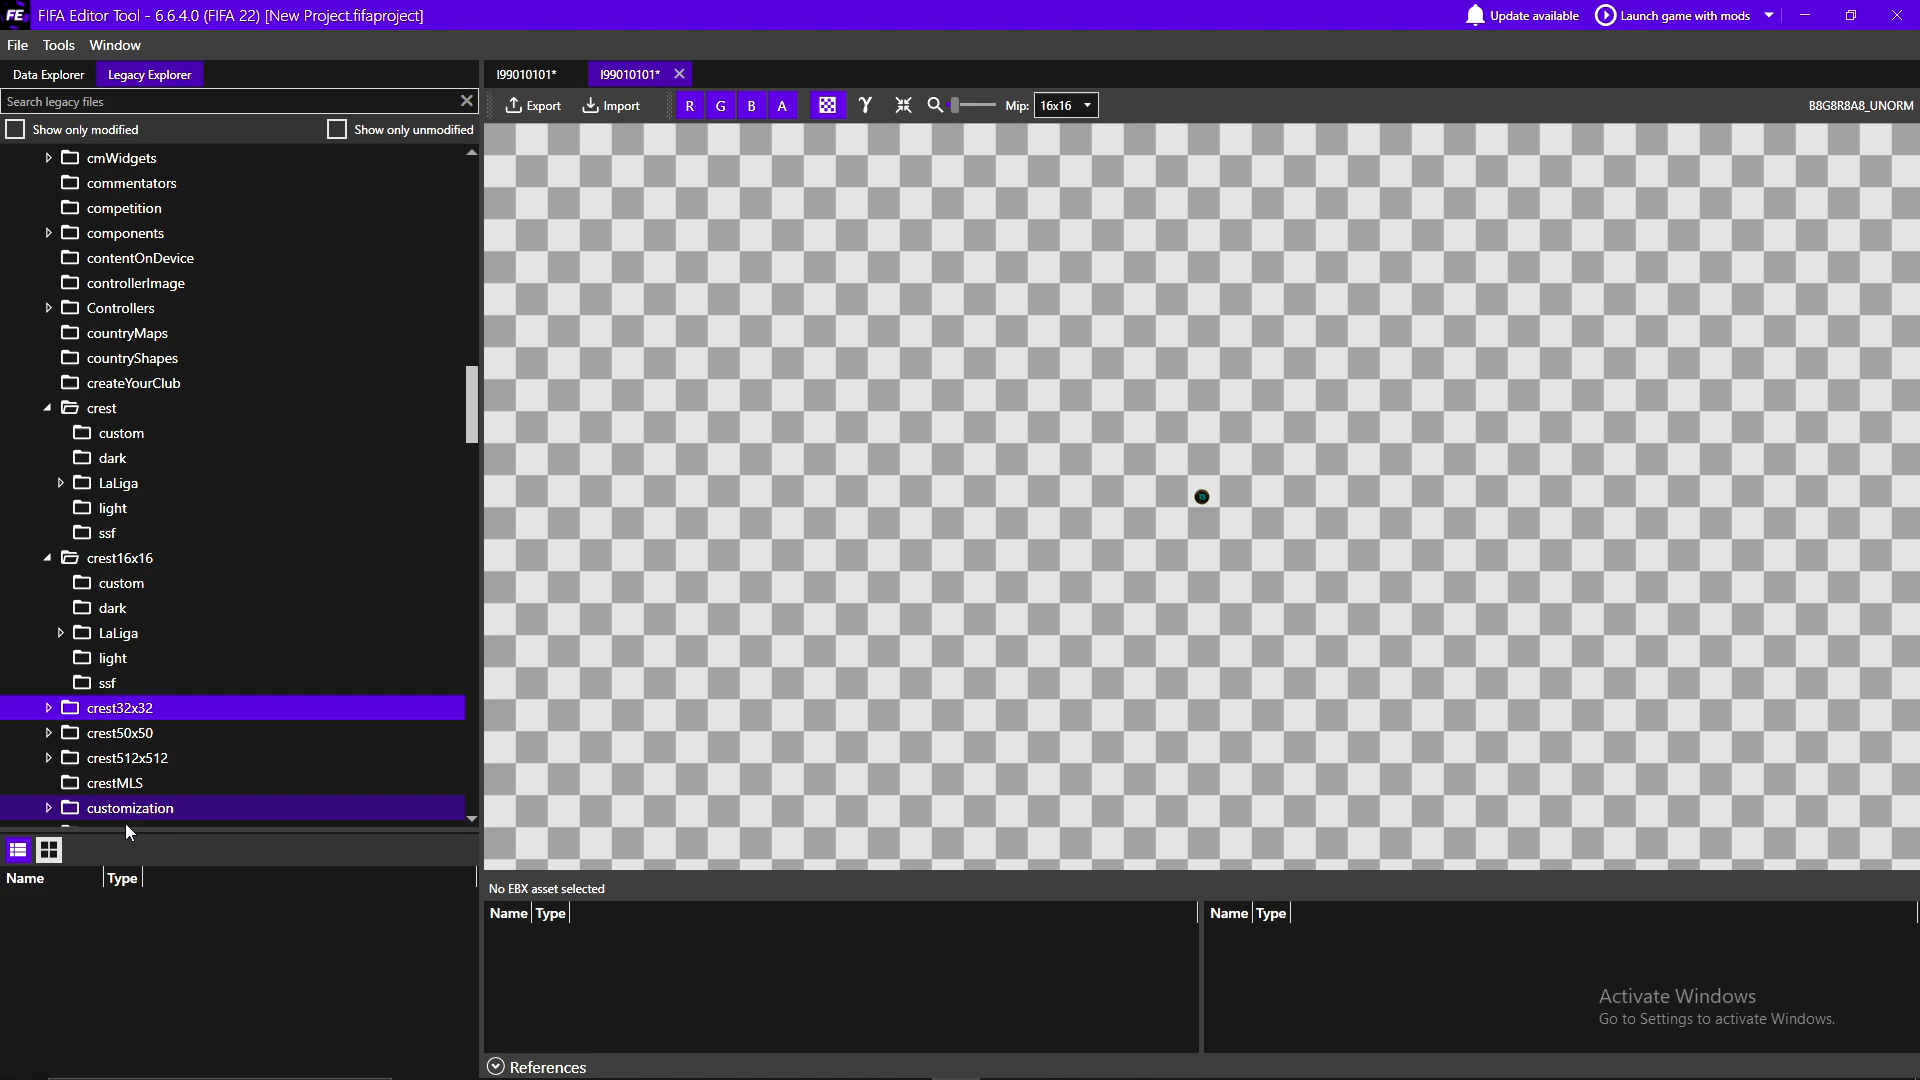 FE FIFA Editor Tool - 6.6.4.0 (FIFA 22) [New Project.fifaproject] Update available Launch game with mods
File Tools Window
Data Explorer Legacy Explorer I99010101* I99010101*
Search legacy files Export Import R G B A Mip: 16x16 B8G8R8A8_UNORM
Show only modified Show only unmodified
cmWidgets
commentators
competition
components
contentOnDevice
controllerImage
Controllers
countryMaps
countryShapes
createYourClub
crest
custom
dark
LaLiga
light
ssf
crest16x16
custom
dark
LaLiga
light
ssf
crest32x32
crest50x50
crest512x512
crestMLS
customization
Name Type
No EBX asset selected
Name Type Name Type
Activate Windows
Go to Settings to activate Windows.
References